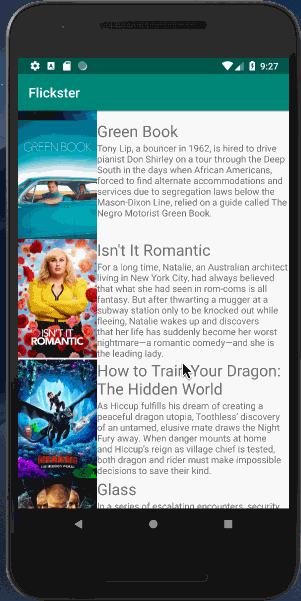 9:27
Flickster
GREEN BOOK
Green Book
Tony Lip, a bouncer in 1962, is hired to drive
pianist Don Shirley on a tour through the Deep
South in the days when African Americans,
forced to find alternate accommodations and
services due to segregation laws below the
Mason-Dixon Line, relied on a guide called The
Negro Motorist Green Book.
ISN'T IT
ROMANTIC
Isn't It Romantic
For a long time, Natalie, an Australian architect
living in New York City, had always believed
that what she had seen in rom-coms is all
fantasy. But after thwarting a mugger at a
subway station only to be knocked out while
fleeing, Natalie wakes up and discovers
that her life has suddenly become her worst
nightmare—a romantic comedy—and she is
the leading lady.
How to Train Your Dragon:
The Hidden World
As Hiccup fulfills his dream of creating a
peaceful dragon utopia, Toothless' discovery
of an untamed, elusive mate draws the Night
Fury away. When danger mounts at home
and Hiccup's reign as village chief is tested,
both dragon and rider must make impossible
decisions to save their kind.
Glass
In a series of escalating encounters, security